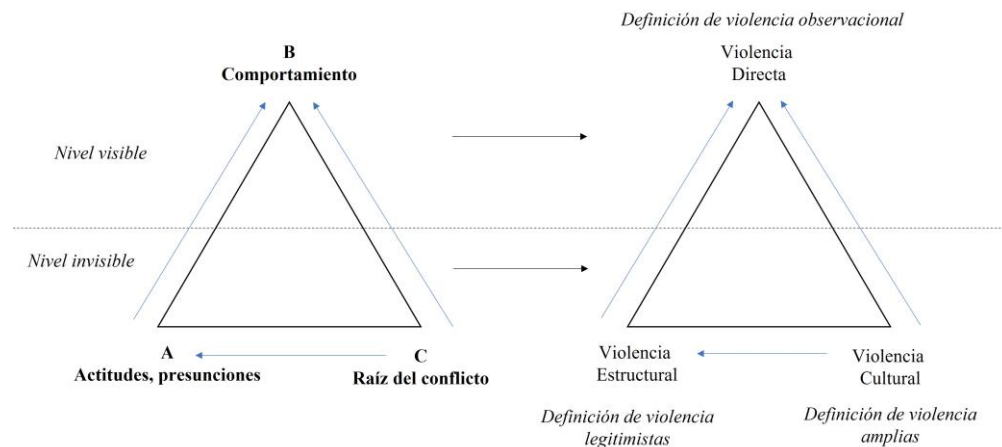 Definición de violencia observacional
B
Comportamiento
Violencia
Directa
Nivel visible
Nivel invisible
A
Actitudes, presunciones
C
Raíz del conflicto
Violencia
Estructural
Violencia
Cultural
Definición de violencia
legitimistas
Definición de violencia
amplias